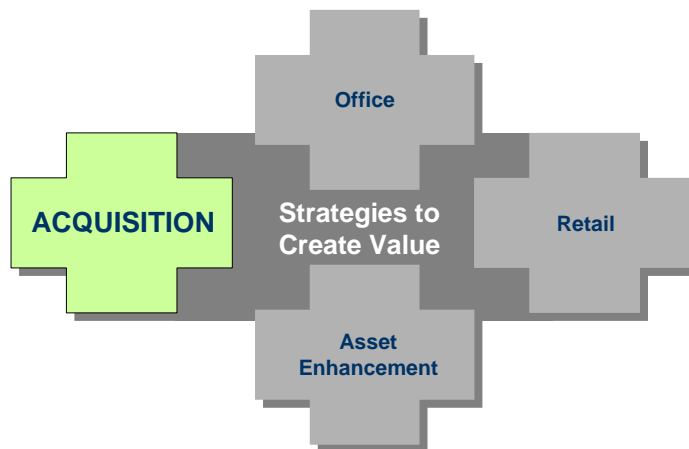 Office
ACQUISITION
Strategies to
Create Value
Retail
Asset
Enhancement